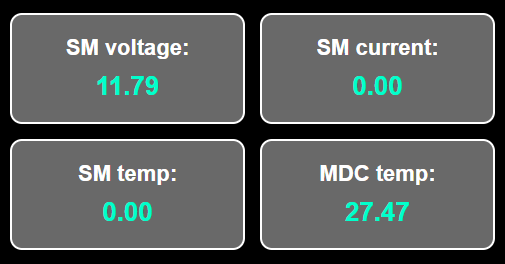 SM voltage:
11.79
SM current:
0.00
SM temp:
0.00
MDC temp:
27.47